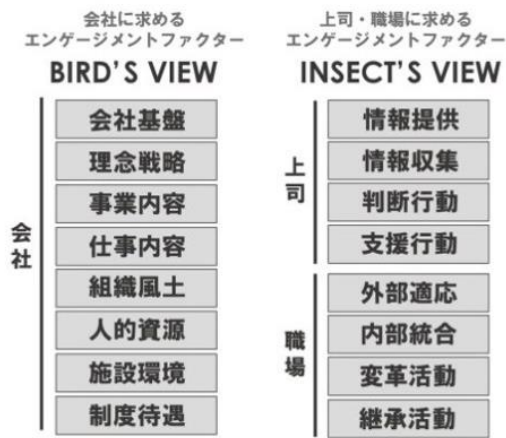 会社に求める
エンゲージメントファクター
BIRD'S VIEW
会社
会社基盤
理念戦略
事業内容
仕事内容
組織風土
人的資源
施設環境
制度待遇
上司・職場に求める
エンゲージメントファクター
INSECT'S VIEW
上司
情報提供
情報収集
判断行動
支援行動
職場
外部適応
内部統合
変革活動
継承活動